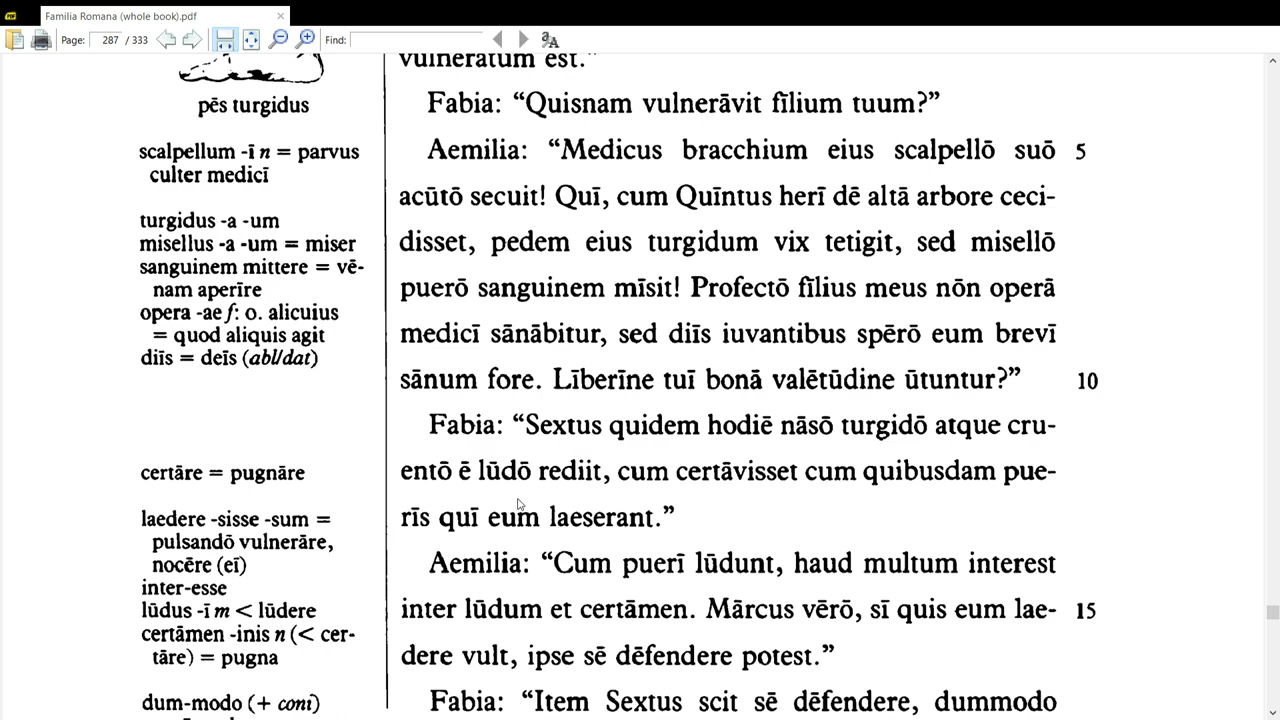 Familia Romana (whole book).pdf
Page: 287 / 333
Find:
pēs turgidus
scalpellum -ī n = parvus
culter medicī
turgidus -a -um
misellus -a -um = miser
sanguinem mittere = vē-
nam aperīre
opera -ae f: o. alicuius
= quod aliquis agit
diīs = deīs (abl/dat)
certāre = pugnāre
laedere -sisse -sum =
pulsandō vulnerāre,
nocēre (eī)
inter-esse
lūdus -ī m < lūdere
certāmen -inis n (< cer-
tāre) = pugna
dum-modo (+ coni)
vulneratum est.”
Fabia: “Quisnam vulnerāvit fīlium tuum?”
Aemilia: “Medicus bracchium eius scalpellō suō 5
acūtō secuit! Quī, cum Quīntus herī dē altā arbore ceci-
disset, pedem eius turgidum vix tetigit, sed misellō
puerō sanguinem mīsit! Profectō fīlius meus nōn operā
medicī sānābitur, sed diīs iuvantibus spērō eum brevī
sānum fore. Līberīne tuī bonā valētūdine ūtuntur?” 10
Fabia: “Sextus quidem hodiē nāsō turgidō atque cru-
entō ē lūdō rediit, cum certāvisset cum quibusdam pue-
rīs quī eum laeserant.”
Aemilia: “Cum puerī lūdunt, haud multum interest
inter lūdum et certāmen. Mārcus vērō, sī quis eum lae- 15
dere vult, ipse sē dēfendere potest.”
Fabia: “Item Sextus scit sē dēfendere, dummodo